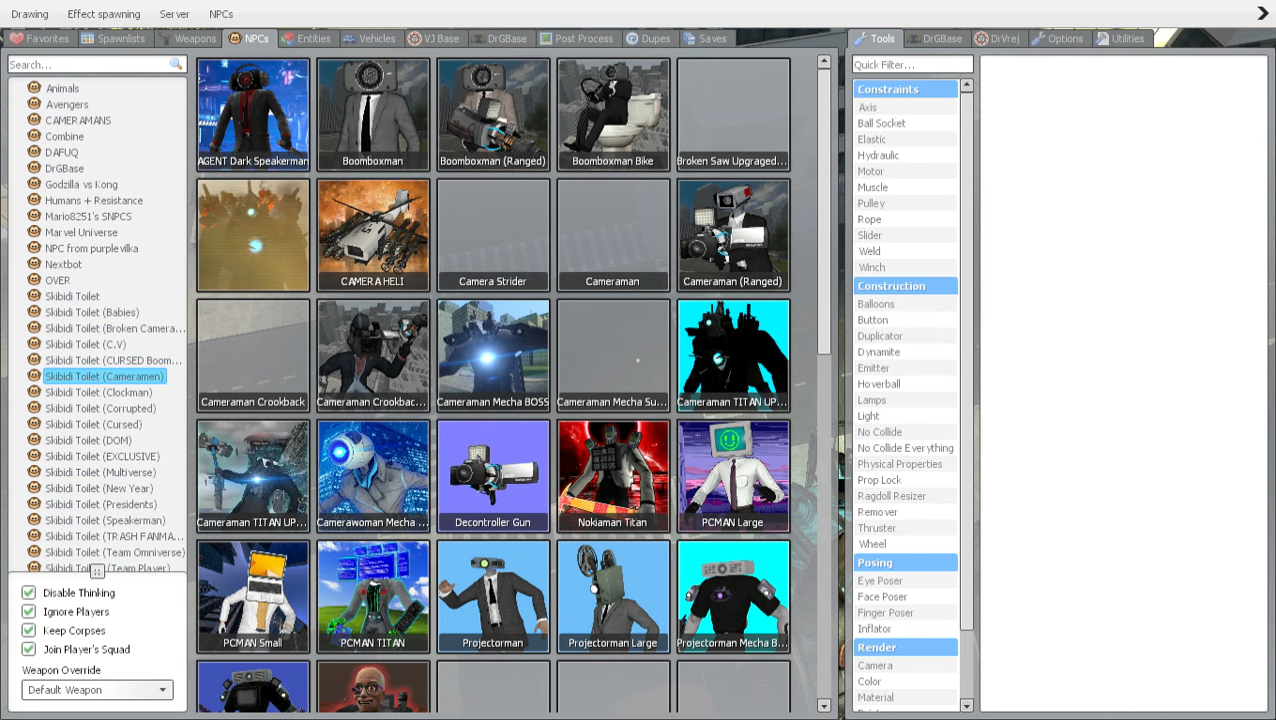 Drawing
Effect spawning
Server
NPCs
Favorites
Spawnlists
Weapons
NPCs
Entities
Vehicles
VJ Base
DrGBase
Post Process
Dupes
Saves
Search...
Animals
Avengers
CAMERAMANS
Combine
DAFUQ
DrGBase
Godzilla vs Kong
Humans + Resistance
Mario8251's SNPCS
Marvel Universe
NPC from purplevilka
Nextbot
OVER
Skibidi Toilet
Skibidi Toilet (Babies)
Skibidi Toilet (Broken Camera...
Skibidi Toilet (C.V)
Skibidi Toilet (CURSED Boom...
Skibidi Toilet (Cameramen)
Skibidi Toilet (Clockman)
Skibidi Toilet (Corrupted)
Skibidi Toilet (Cursed)
Skibidi Toilet (DOM)
Skibidi Toilet (EXCLUSIVE)
Skibidi Toilet (Multiverse)
Skibidi Toilet (New Year)
Skibidi Toilet (Presidents)
Skibidi Toilet (Speakerman)
Skibidi Toilet (TRASH FANMA...
Skibidi Toilet (Team Omniverse)
Skibidi Toilet (Team Player)
Disable Thinking
Ignore Players
Keep Corpses
Join Player's Squad
Weapon Override
Default Weapon
AGENT Dark Speakerman
Boomboxman
Boomboxman (Ranged)
Boomboxman Bike
Broken Saw Upgraged...
CAMERA HELI
Camera Strider
Cameraman
Cameraman (Ranged)
Cameraman Crookback
Cameraman Crookbac...
Cameraman Mecha BOSS
Cameraman Mecha Su...
Cameraman TITAN UP...
Cameraman TITAN UP...
Camerawoman Mecha ...
Decontroller Gun
Nokiaman Titan
PCMAN Large
PCMAN Small
PCMAN TITAN
Projectorman
Projectorman Large
Projectorman Mecha B...
Tools
DrGBase
DrVrej
Options
Utilities
Quick Filter...
Constraints
Axis
Ball Socket
Elastic
Hydraulic
Motor
Muscle
Pulley
Rope
Slider
Weld
Winch
Construction
Balloons
Button
Duplicator
Dynamite
Emitter
Hoverball
Lamps
Light
No Collide
No Collide Everything
Physical Properties
Prop Lock
Ragdoll Resizer
Remover
Thruster
Wheel
Posing
Eye Poser
Face Poser
Finger Poser
Inflator
Render
Camera
Color
Material